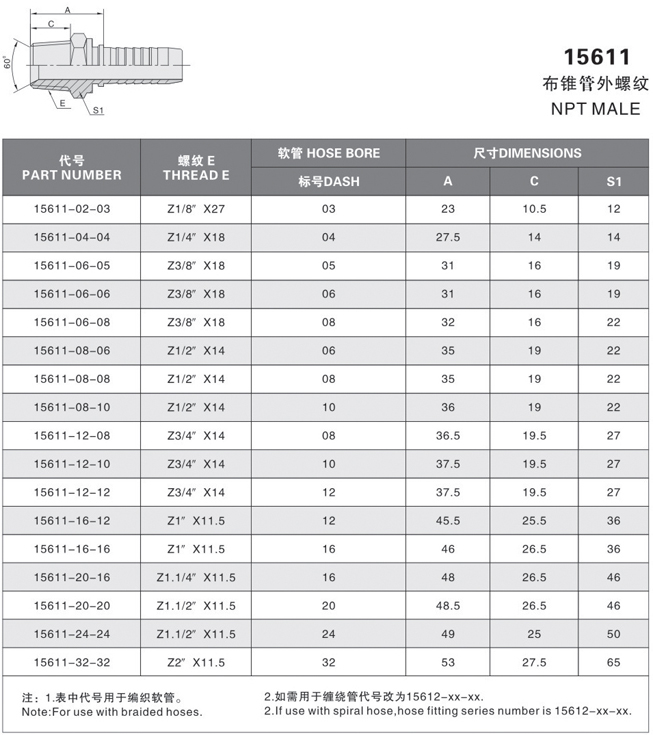 A
C
60°
E
S1
15611
布锥管外螺纹
NPT MALE
代号 螺纹 E 软管 HOSE BORE 尺寸DIMENSIONS
PART NUMBER THREAD E 标号DASH A C S1
15611-02-03 Z1/8″ X27 03 23 10.5 12
15611-04-04 Z1/4″ X18 04 27.5 14 14
15611-06-05 Z3/8″ X18 05 31 16 19
15611-06-06 Z3/8″ X18 06 31 16 19
15611-06-08 Z3/8″ X18 08 32 16 22
15611-08-06 Z1/2″ X14 06 35 19 22
15611-08-08 Z1/2″ X14 08 35 19 22
15611-08-10 Z1/2″ X14 10 36 19 22
15611-12-08 Z3/4″ X14 08 36.5 19.5 27
15611-12-10 Z3/4″ X14 10 37.5 19.5 27
15611-12-12 Z3/4″ X14 12 37.5 19.5 27
15611-16-12 Z1″ X11.5 12 45.5 25.5 36
15611-16-16 Z1″ X11.5 16 46 26.5 36
15611-20-16 Z1.1/4″ X11.5 16 48 26.5 46
15611-20-20 Z1.1/2″ X11.5 20 48.5 26.5 46
15611-24-24 Z1.1/2″ X11.5 24 49 25 50
15611-32-32 Z2″ X11.5 32 53 27.5 65
注：1.表中代号用于编织软管。 2.如需用于缠绕管代号改为15612-xx-xx.
Note:For use with braided hoses. 2.If use with spiral hose,hose fitting series number is 15612-xx-xx.